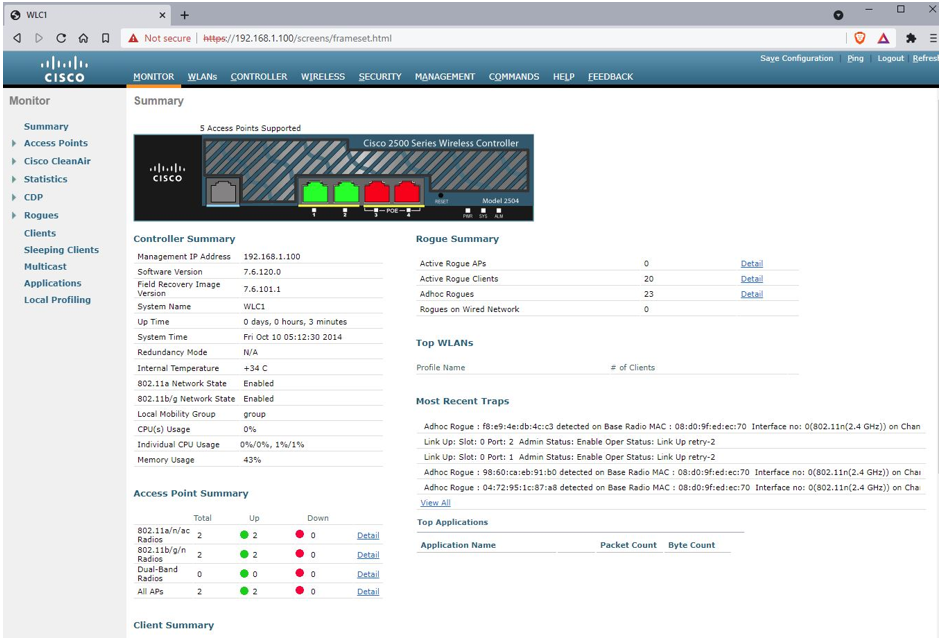 WLC1
Not secure https://192.168.1.100/screens/frameset.html
Save Configuration Ping Logout Refresh
CISCO
MONITOR WLANs CONTROLLER WIRELESS SECURITY MANAGEMENT COMMANDS HELP FEEDBACK
Monitor
Summary
Access Points
Cisco CleanAir
Statistics
CDP
Rogues
Clients
Sleeping Clients
Multicast
Applications
Local Profiling
Summary
5 Access Points Supported
Cisco 2500 Series Wireless Controller
CISCO
RESET
Model 2504
1 2 3 4
POE
PWR SYS ALM
Controller Summary
Management IP Address 192.168.1.100
Software Version 7.6.120.0
Field Recovery Image
Version 7.6.101.1
System Name WLC1
Up Time 0 days, 0 hours, 3 minutes
System Time Fri Oct 10 05:12:30 2014
Redundancy Mode N/A
Internal Temperature +34 C
802.11a Network State Enabled
802.11b/g Network State Enabled
Local Mobility Group group
CPU(s) Usage 0%
Individual CPU Usage 0%/0%, 1%/1%
Memory Usage 43%
Access Point Summary
Total Up Down
802.11a/n/ac
Radios 2 2 0 Detail
802.11b/g/n
Radios 2 2 0 Detail
Dual-Band
Radios 0 0 0 Detail
All APs 2 2 0 Detail
Client Summary
Rogue Summary
Active Rogue APs 0 Detail
Active Rogue Clients 20 Detail
Adhoc Rogues 23 Detail
Rogues on Wired Network 0
Top WLANs
Profile Name # of Clients
Most Recent Traps
Adhoc Rogue : f8:e9:4e:db:4c:c3 detected on Base Radio MAC : 08:d0:9f:ed:ec:70 Interface no: 0(802.11n(2.4 GHz)) on Chan
Link Up: Slot: 0 Port: 2 Admin Status: Enable Oper Status: Link Up retry-2
Link Up: Slot: 0 Port: 1 Admin Status: Enable Oper Status: Link Up retry-2
Adhoc Rogue : 98:60:ca:eb:91:b0 detected on Base Radio MAC : 08:d0:9f:ed:ec:70 Interface no: 0(802.11n(2.4 GHz)) on Chan
Adhoc Rogue : 04:72:95:1c:87:a8 detected on Base Radio MAC : 08:d0:9f:ed:ec:70 Interface no: 0(802.11n(2.4 GHz)) on Chan
View All
Top Applications
Application Name Packet Count Byte Count